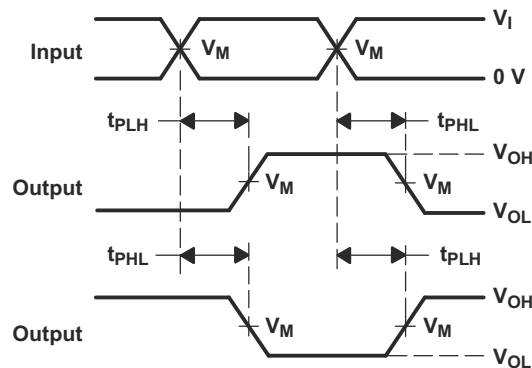 V_I
Input V_M V_M
0 V
t_PLH t_PHL
V_OH
Output V_M V_M
V_OL
t_PHL t_PLH
V_OH
Output V_M V_M
V_OL